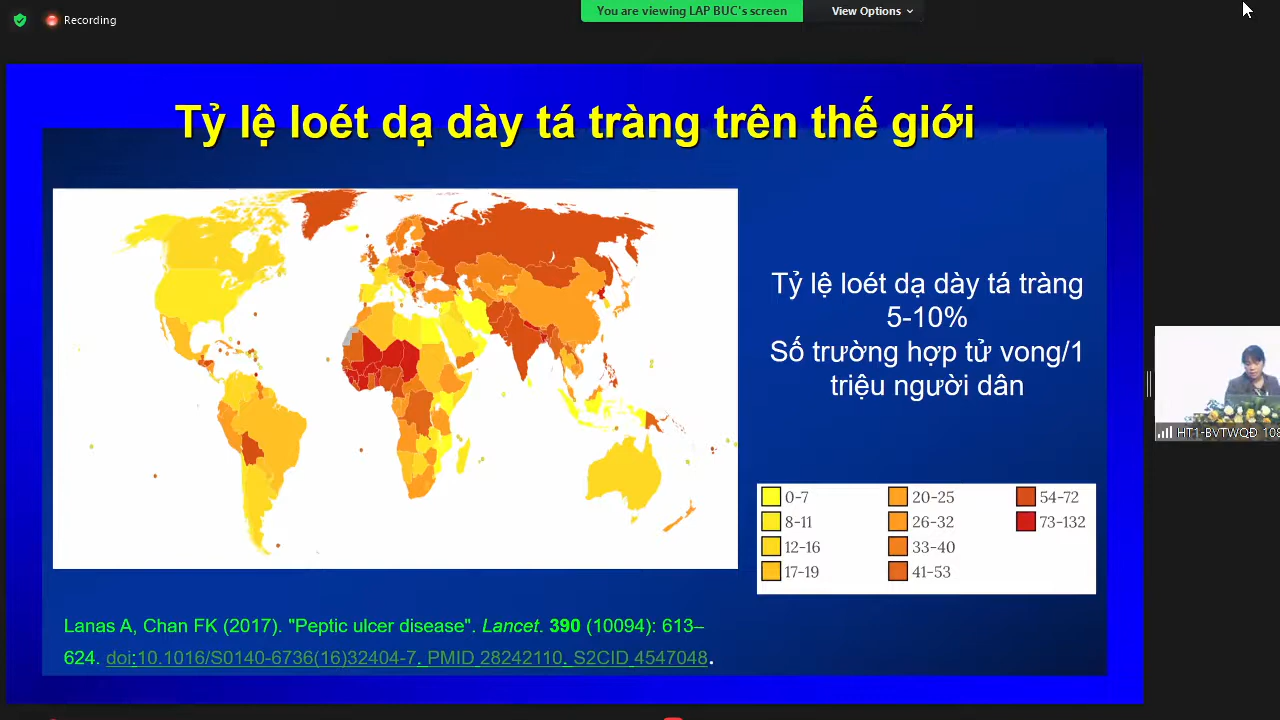 Recording
You are viewing LAP BUC's screen
View Options
Tỷ lệ loét dạ dày tá tràng trên thế giới
Tỷ lệ loét dạ dày tá tràng
5-10%
Số trường hợp tử vong/1
triệu người dân
0-7
8-11
12-16
17-19
20-25
26-32
33-40
41-53
54-72
73-132
Lanas A, Chan FK (2017). "Peptic ulcer disease". Lancet. 390 (10094): 613–
624. doi:10.1016/S0140-6736(16)32404-7. PMID 28242110. S2CID 4547048.
HT1-BVTWQĐ 108